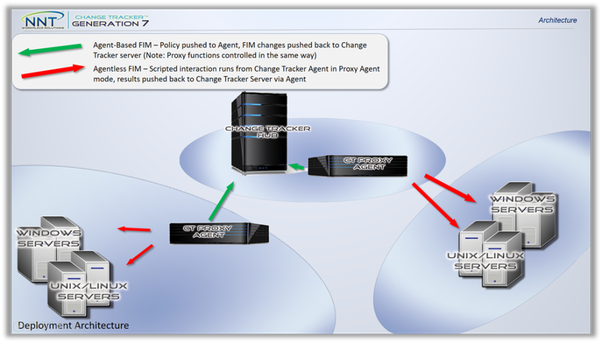 NNT
CHANGE TRACKER™
GENERATION 7
Architecture
Agent-Based FIM – Policy pushed to Agent, FIM changes pushed back to Change
Tracker server (Note: Proxy functions controlled in the same way)
Agentless FIM – Scripted interaction runs from Change Tracker Agent in Proxy Agent
mode, results pushed back to Change Tracker Server via Agent
CHANGE TRACKER
HUB
CT PROXY
AGENT
WINDOWS
SERVERS
UNIX/LINUX
SERVERS
CT PROXY
AGENT
WINDOWS
SERVERS
UNIX/LINUX
SERVERS
Deployment Architecture